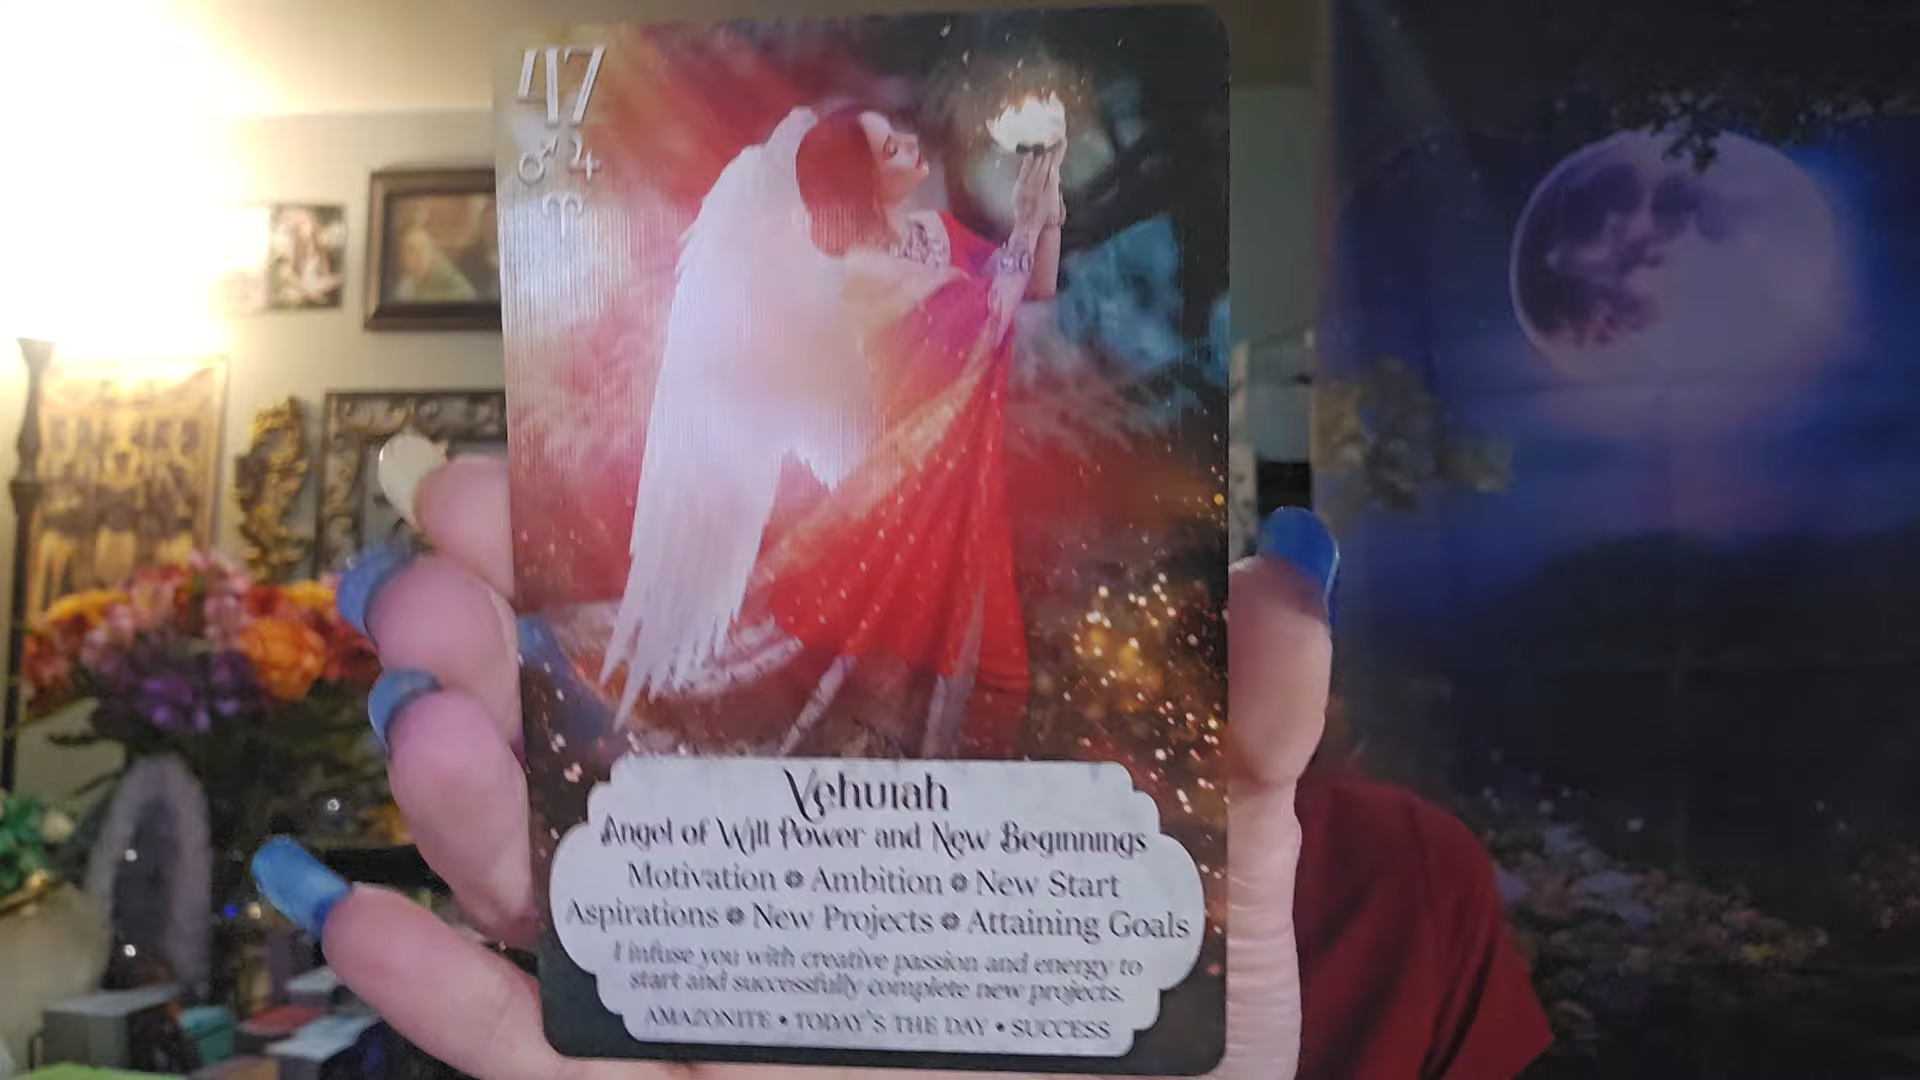 47
♂ ♃
♈
Vehuiah
Angel of Will Power and New Beginnings
Motivation ❁ Ambition ❁ New Start
Aspirations ❁ New Projects ❁ Attaining Goals
I infuse you with creative passion and energy to
start and successfully complete new projects.
AMAZONITE • TODAY'S THE DAY • SUCCESS